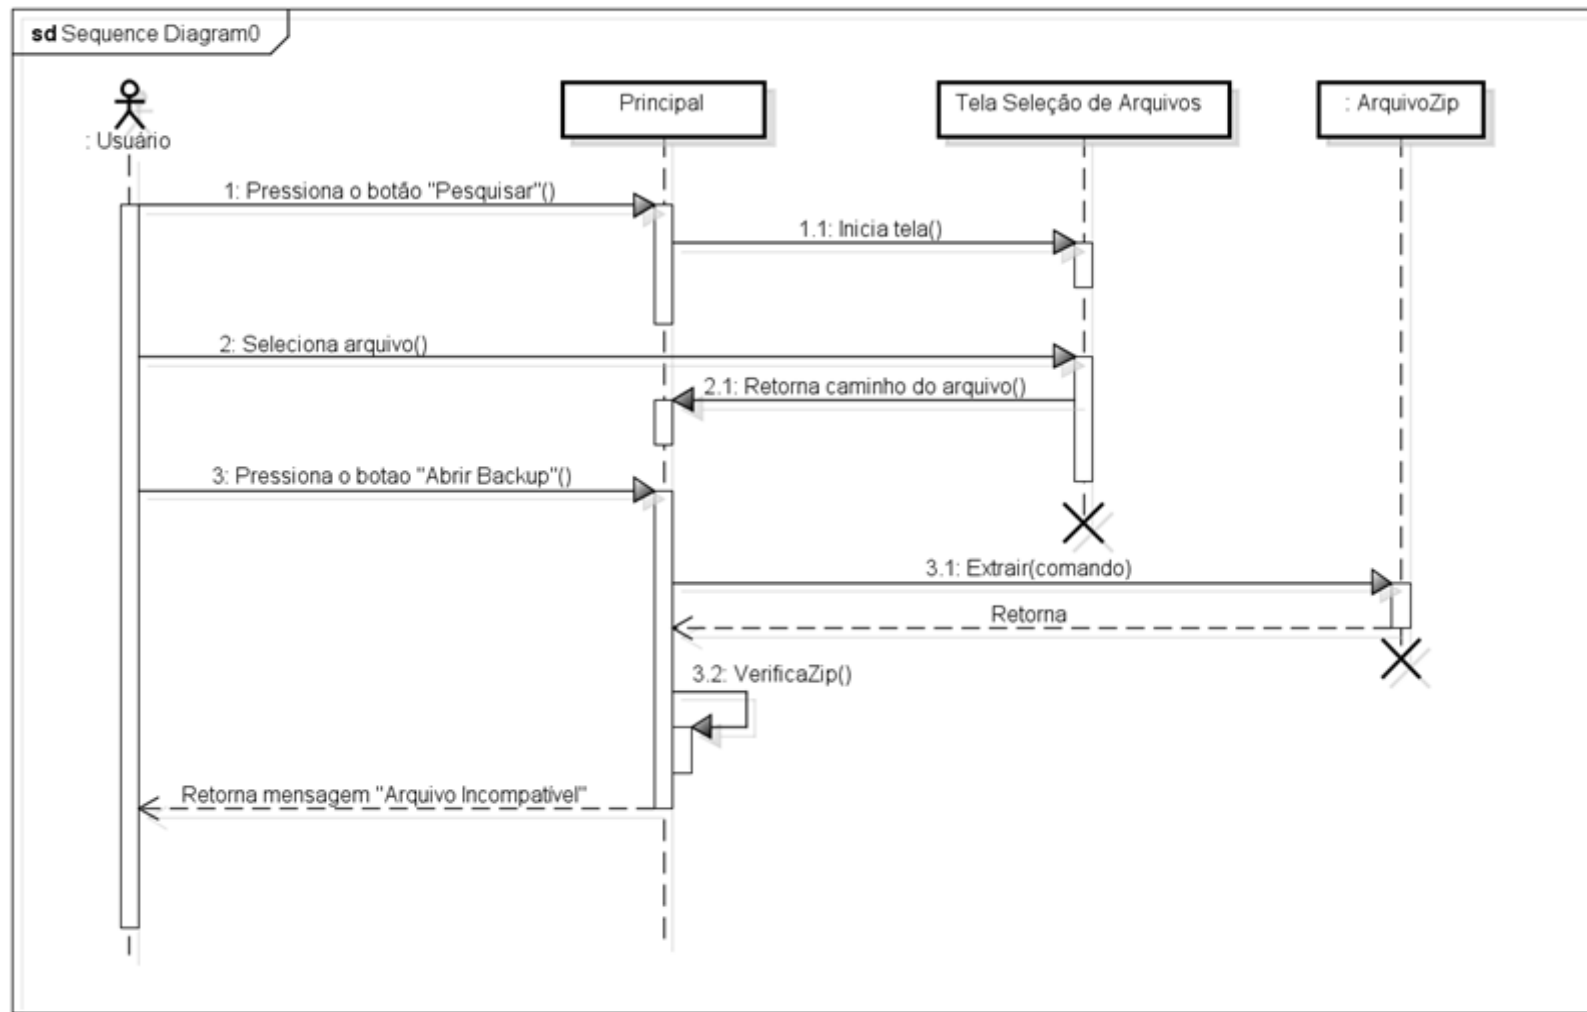 sd Sequence Diagram0
: Usuário
Principal
Tela Seleção de Arquivos
: ArquivoZip
1: Pressiona o botão "Pesquisar"()
1.1: Inicia tela()
2: Seleciona arquivo()
2.1: Retorna caminho do arquivo()
3: Pressiona o botao "Abrir Backup"()
3.1: Extrair(comando)
Retorna
3.2: VerificaZip()
Retorna mensagem "Arquivo Incompatível"